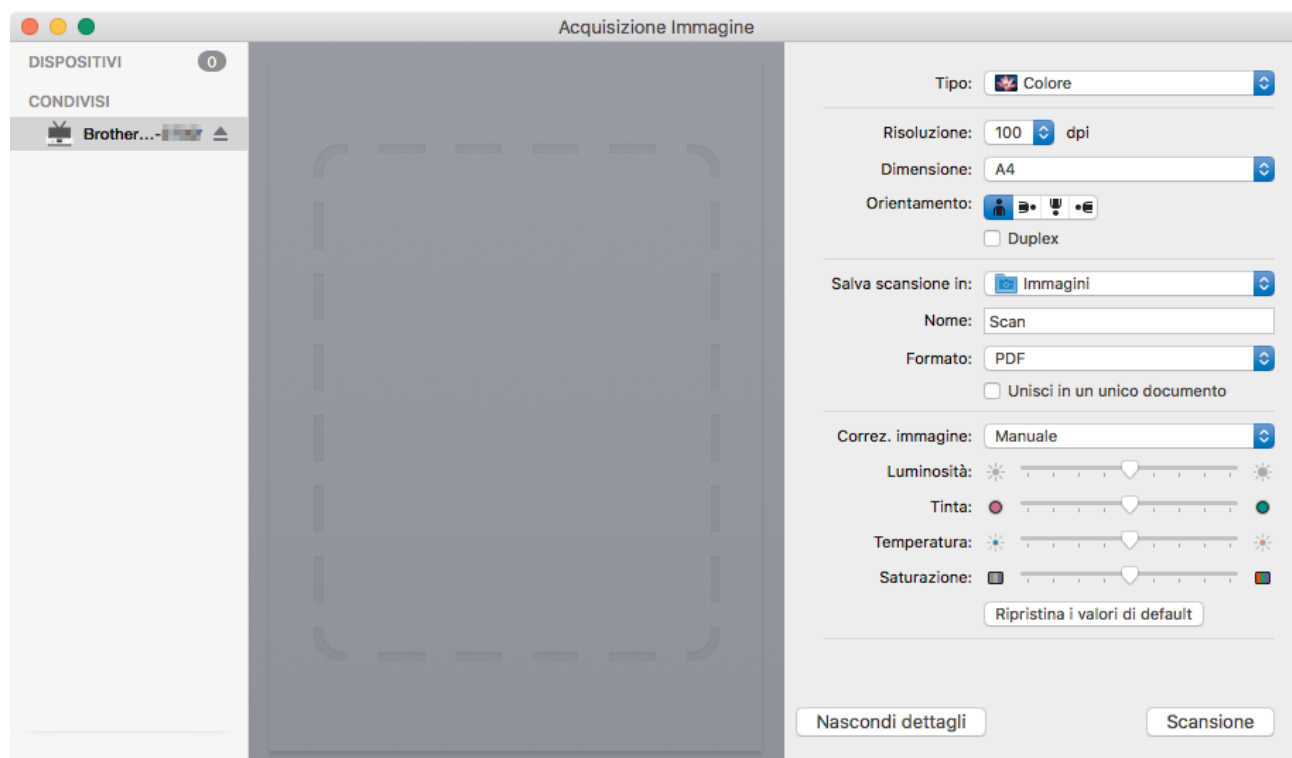 Acquisizione Immagine
DISPOSITIVI 0
CONDIVISI
Brother...-
Tipo: Colore
Risoluzione: 100 dpi
Dimensione: A4
Orientamento:
Duplex
Salva scansione in: Immagini
Nome: Scan
Formato: PDF
Unisci in un unico documento
Correz. immagine: Manuale
Luminosità:
Tinta:
Temperatura:
Saturazione:
Ripristina i valori di default
Nascondi dettagli Scansione